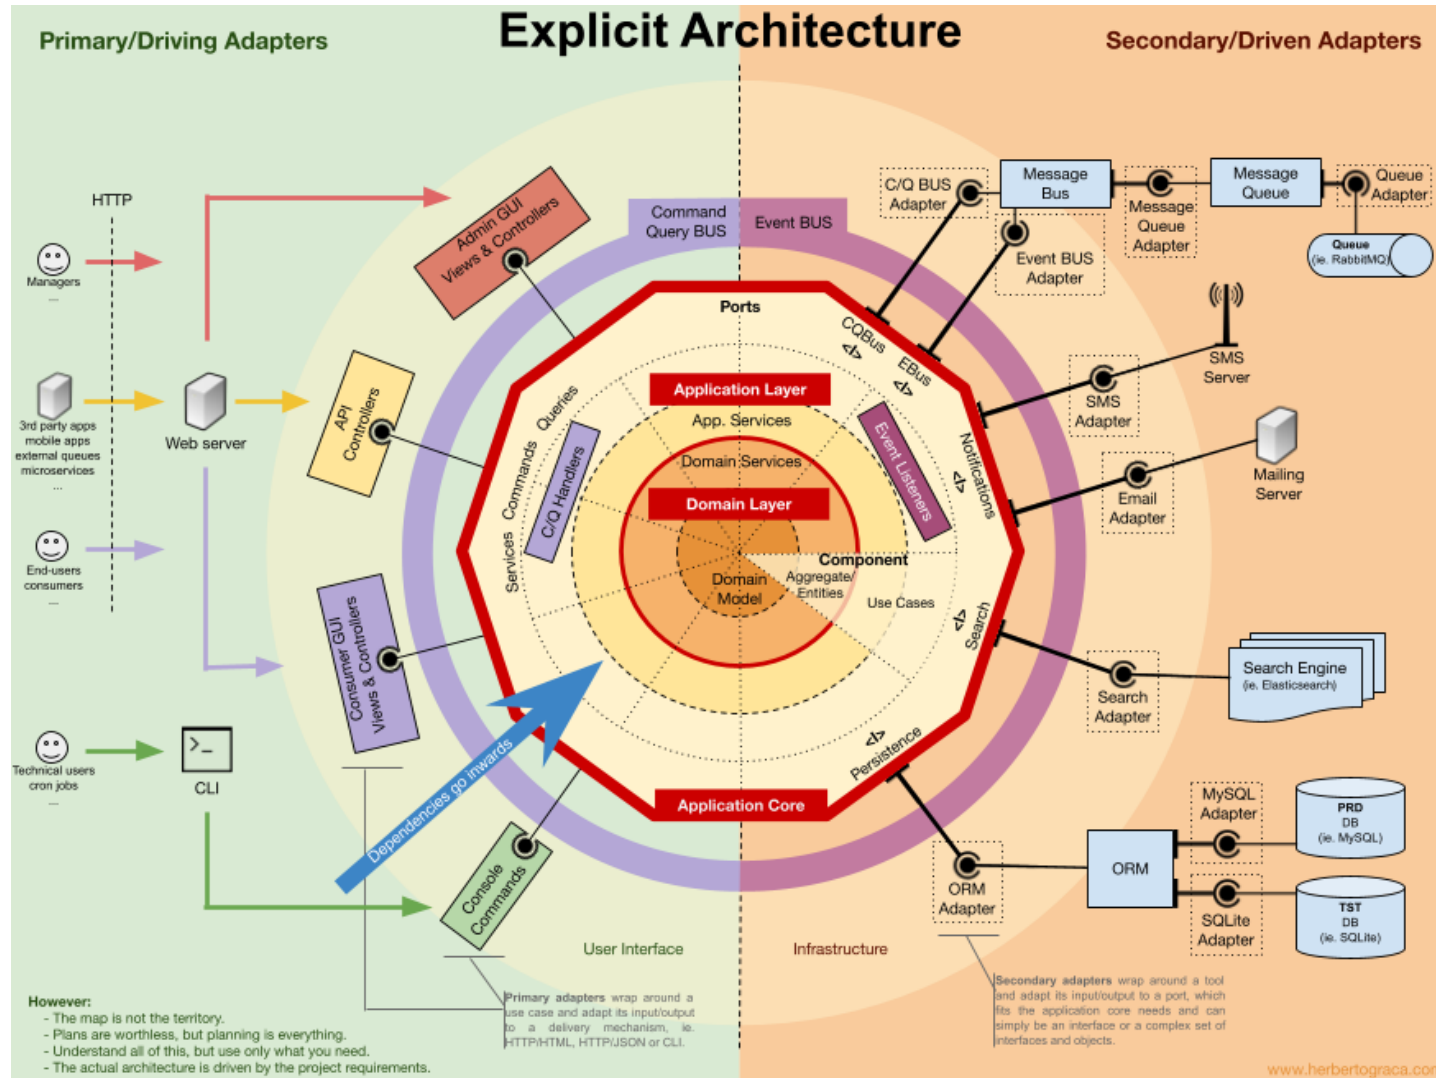 Explicit Architecture
Primary/Driving Adapters
Secondary/Driven Adapters
HTTP
Managers
...
3rd party apps
mobile apps
external queues
microservices
...
End-users
consumers
...
Technical users
cron jobs
...
Web server
CLI
Admin GUI
Views & Controllers
API
Controllers
Consumer GUI
Views & Controllers
Console
Commands
Dependencies go inwards
Command
Query BUS
Event BUS
Ports
Queries
Commands
Services
C/Q Handlers
Application Layer
App. Services
Domain Services
Domain Layer
Domain
Model
Component
Aggregate/
Entities
Use Cases
Event Listeners
Application Core
CQBus
</>
EBus
</>
Notifications
</>
Search
</>
Persistence
</>
C/Q BUS
Adapter
Message
Bus
Event BUS
Adapter
Message
Queue
Adapter
Message
Queue
Queue
Adapter
Queue
(ie. RabbitMQ)
SMS
Server
SMS
Adapter
Mailing
Server
Email
Adapter
Search
Adapter
Search Engine
(ie. Elasticsearch)
ORM
Adapter
ORM
MySQL
Adapter
PRD
DB
(ie. MySQL)
SQLite
Adapter
TST
DB
(ie. SQLite)
User Interface
Infrastructure
Primary adapters wrap around a
use case and adapt its input/output
to a delivery mechanism, ie.
HTTP/HTML, HTTP/JSON or CLI.
Secondary adapters wrap around a tool
and adapt its input/output to a port, which
fits the application core needs and can
simply be an interface or a complex set of
interfaces and objects.
However:
- The map is not the territory.
- Plans are worthless, but planning is everything.
- Understand all of this, but use only what you need.
- The actual architecture is driven by the project requirements.
www.herbertograca.com